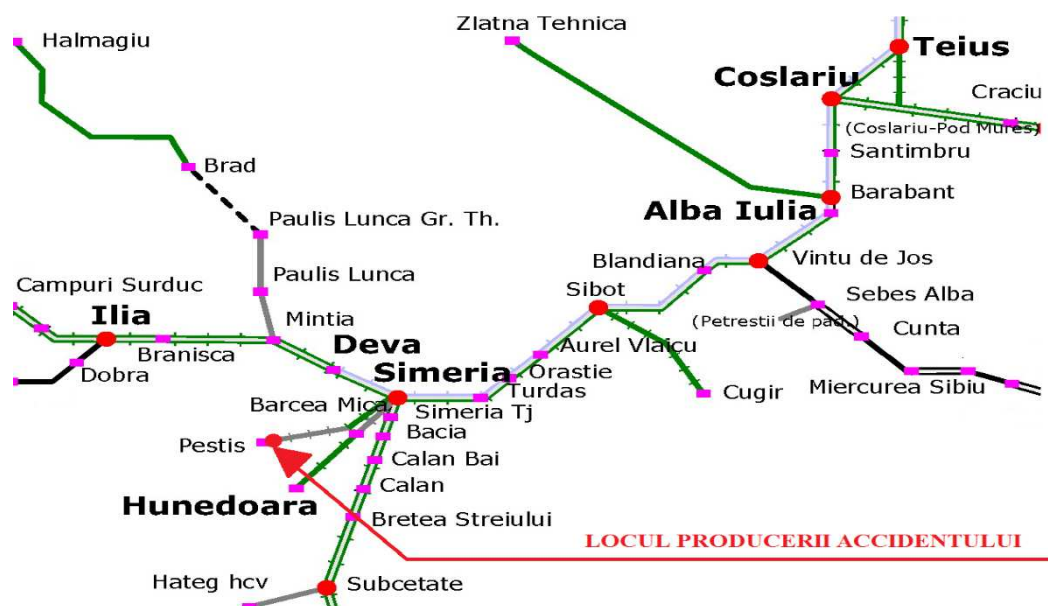 Zlatna Tehnica
Halmagiu
Teius
Coslariu
Craciu
(Coslariu-Pod Mures)
Santimbru
Brad
Barabant
Alba Iulia
Paulis Lunca Gr. Th.
Paulis Lunca
Blandiana
Vintu de Jos
Campuri Surduc
Sibot
Sebes Alba
Ilia
Mintia
(Petrestii de pad.)
Cunta
Branisca
Deva
Aurel Vlaicu
Dobra
Simeria
Orastie
Miercurea Sibiu
Turdas
Cugir
Barcea Mica
Simeria Tj
Pestis
Bacia
Calan Bai
Calan
Hunedoara
Bretea Streiului
LOCUL PRODUCERII ACCIDENTULUI
Hateg hcv
Subcetate